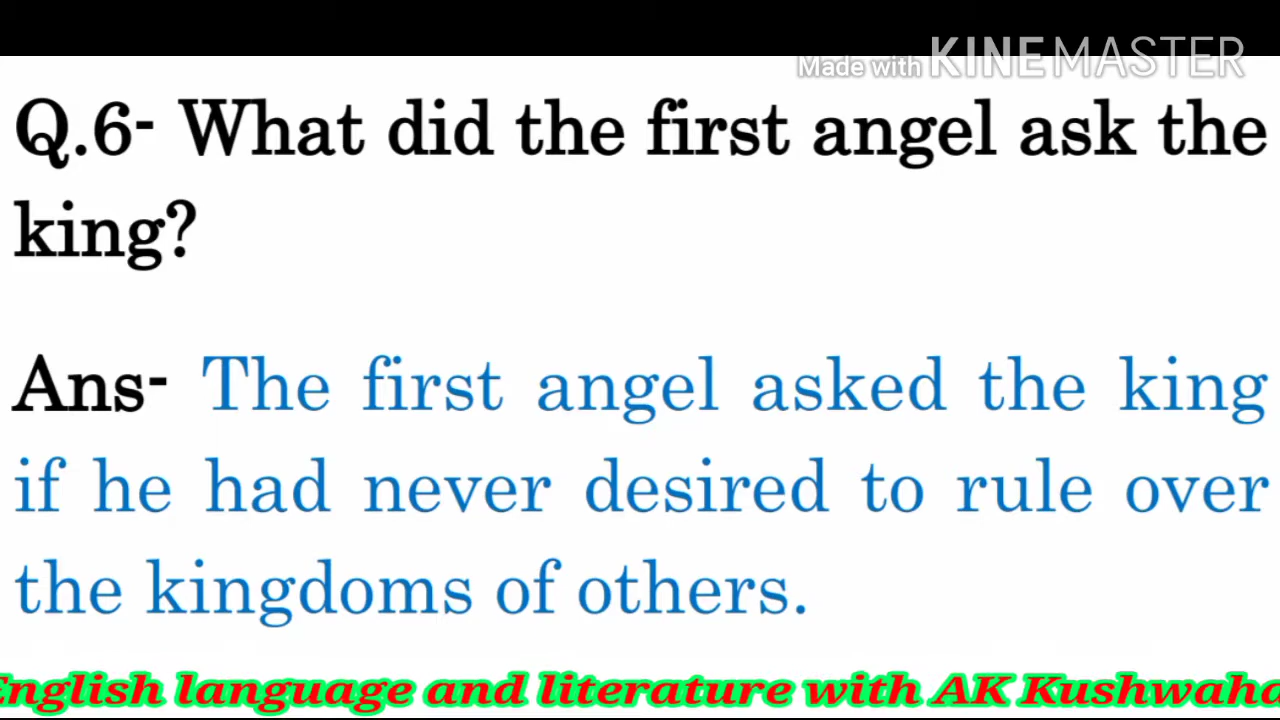 Made with KINEMASTER
Q.6- What did the first angel ask the
king?
Ans- The first angel asked the king
if he had never desired to rule over
the kingdoms of others.
English language and literature with AK Kushwaha